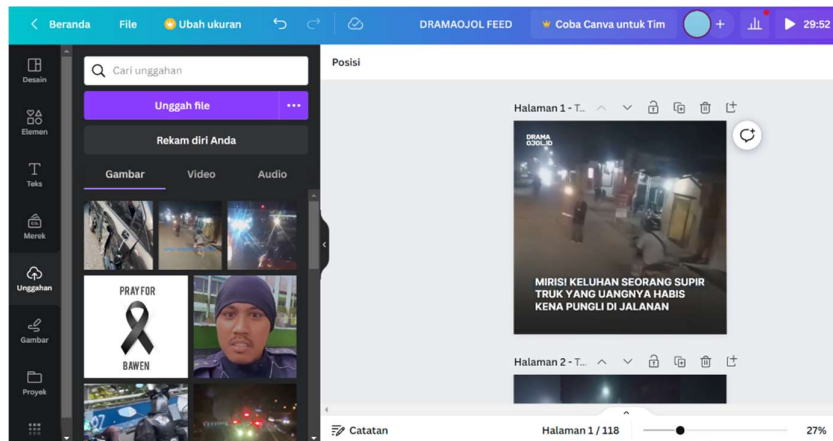 Beranda
File
Ubah ukuran
DRAMAOJOL FEED
Coba Canva untuk Tim
29:52
Desain
Elemen
Teks
Merek
Unggahan
Gambar
Proyek
Cari unggahan
Unggah file
Rekam diri Anda
Gambar
Video
Audio
PRAY FOR
BAWEN
Posisi
Halaman 1 - T...
DRAMA
OJOL.ID
MIRIS! KELUHAN SEORANG SUPIR
TRUK YANG UANGNYA HABIS
KENA PUNGLI DI JALANAN
Halaman 2 - T...
Catatan
Halaman 1 / 118
27%